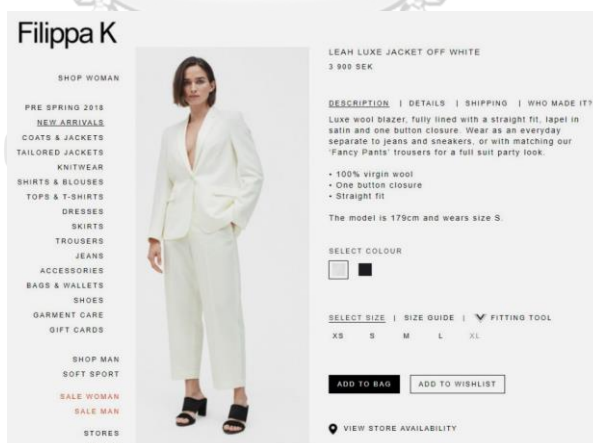 Filippa K
SHOP WOMAN
PRE SPRING 2018
NEW ARRIVALS
COATS & JACKETS
TAILORED JACKETS
KNITWEAR
SHIRTS & BLOUSES
TOPS & T-SHIRTS
DRESSES
SKIRTS
TROUSERS
JEANS
ACCESSORIES
BAGS & WALLETS
SHOES
GARMENT CARE
GIFT CARDS
SHOP MAN
SOFT SPORT
SALE WOMAN
SALE MAN
STORES
LEAH LUXE JACKET OFF WHITE
3 900 SEK
DESCRIPTION | DETAILS | SHIPPING | WHO MADE IT?
Luxe wool blazer, fully lined with a straight fit, lapel in
satin and one button closure. Wear as an everyday
separate to jeans and sneakers, or with matching our
'Fancy Pants' trousers for a full suit party look.
• 100% virgin wool
• One button closure
• Straight fit
The model is 179cm and wears size S.
SELECT COLOUR
SELECT SIZE | SIZE GUIDE | FITTING TOOL
XS S M L XL
ADD TO BAG ADD TO WISHLIST
VIEW STORE AVAILABILITY